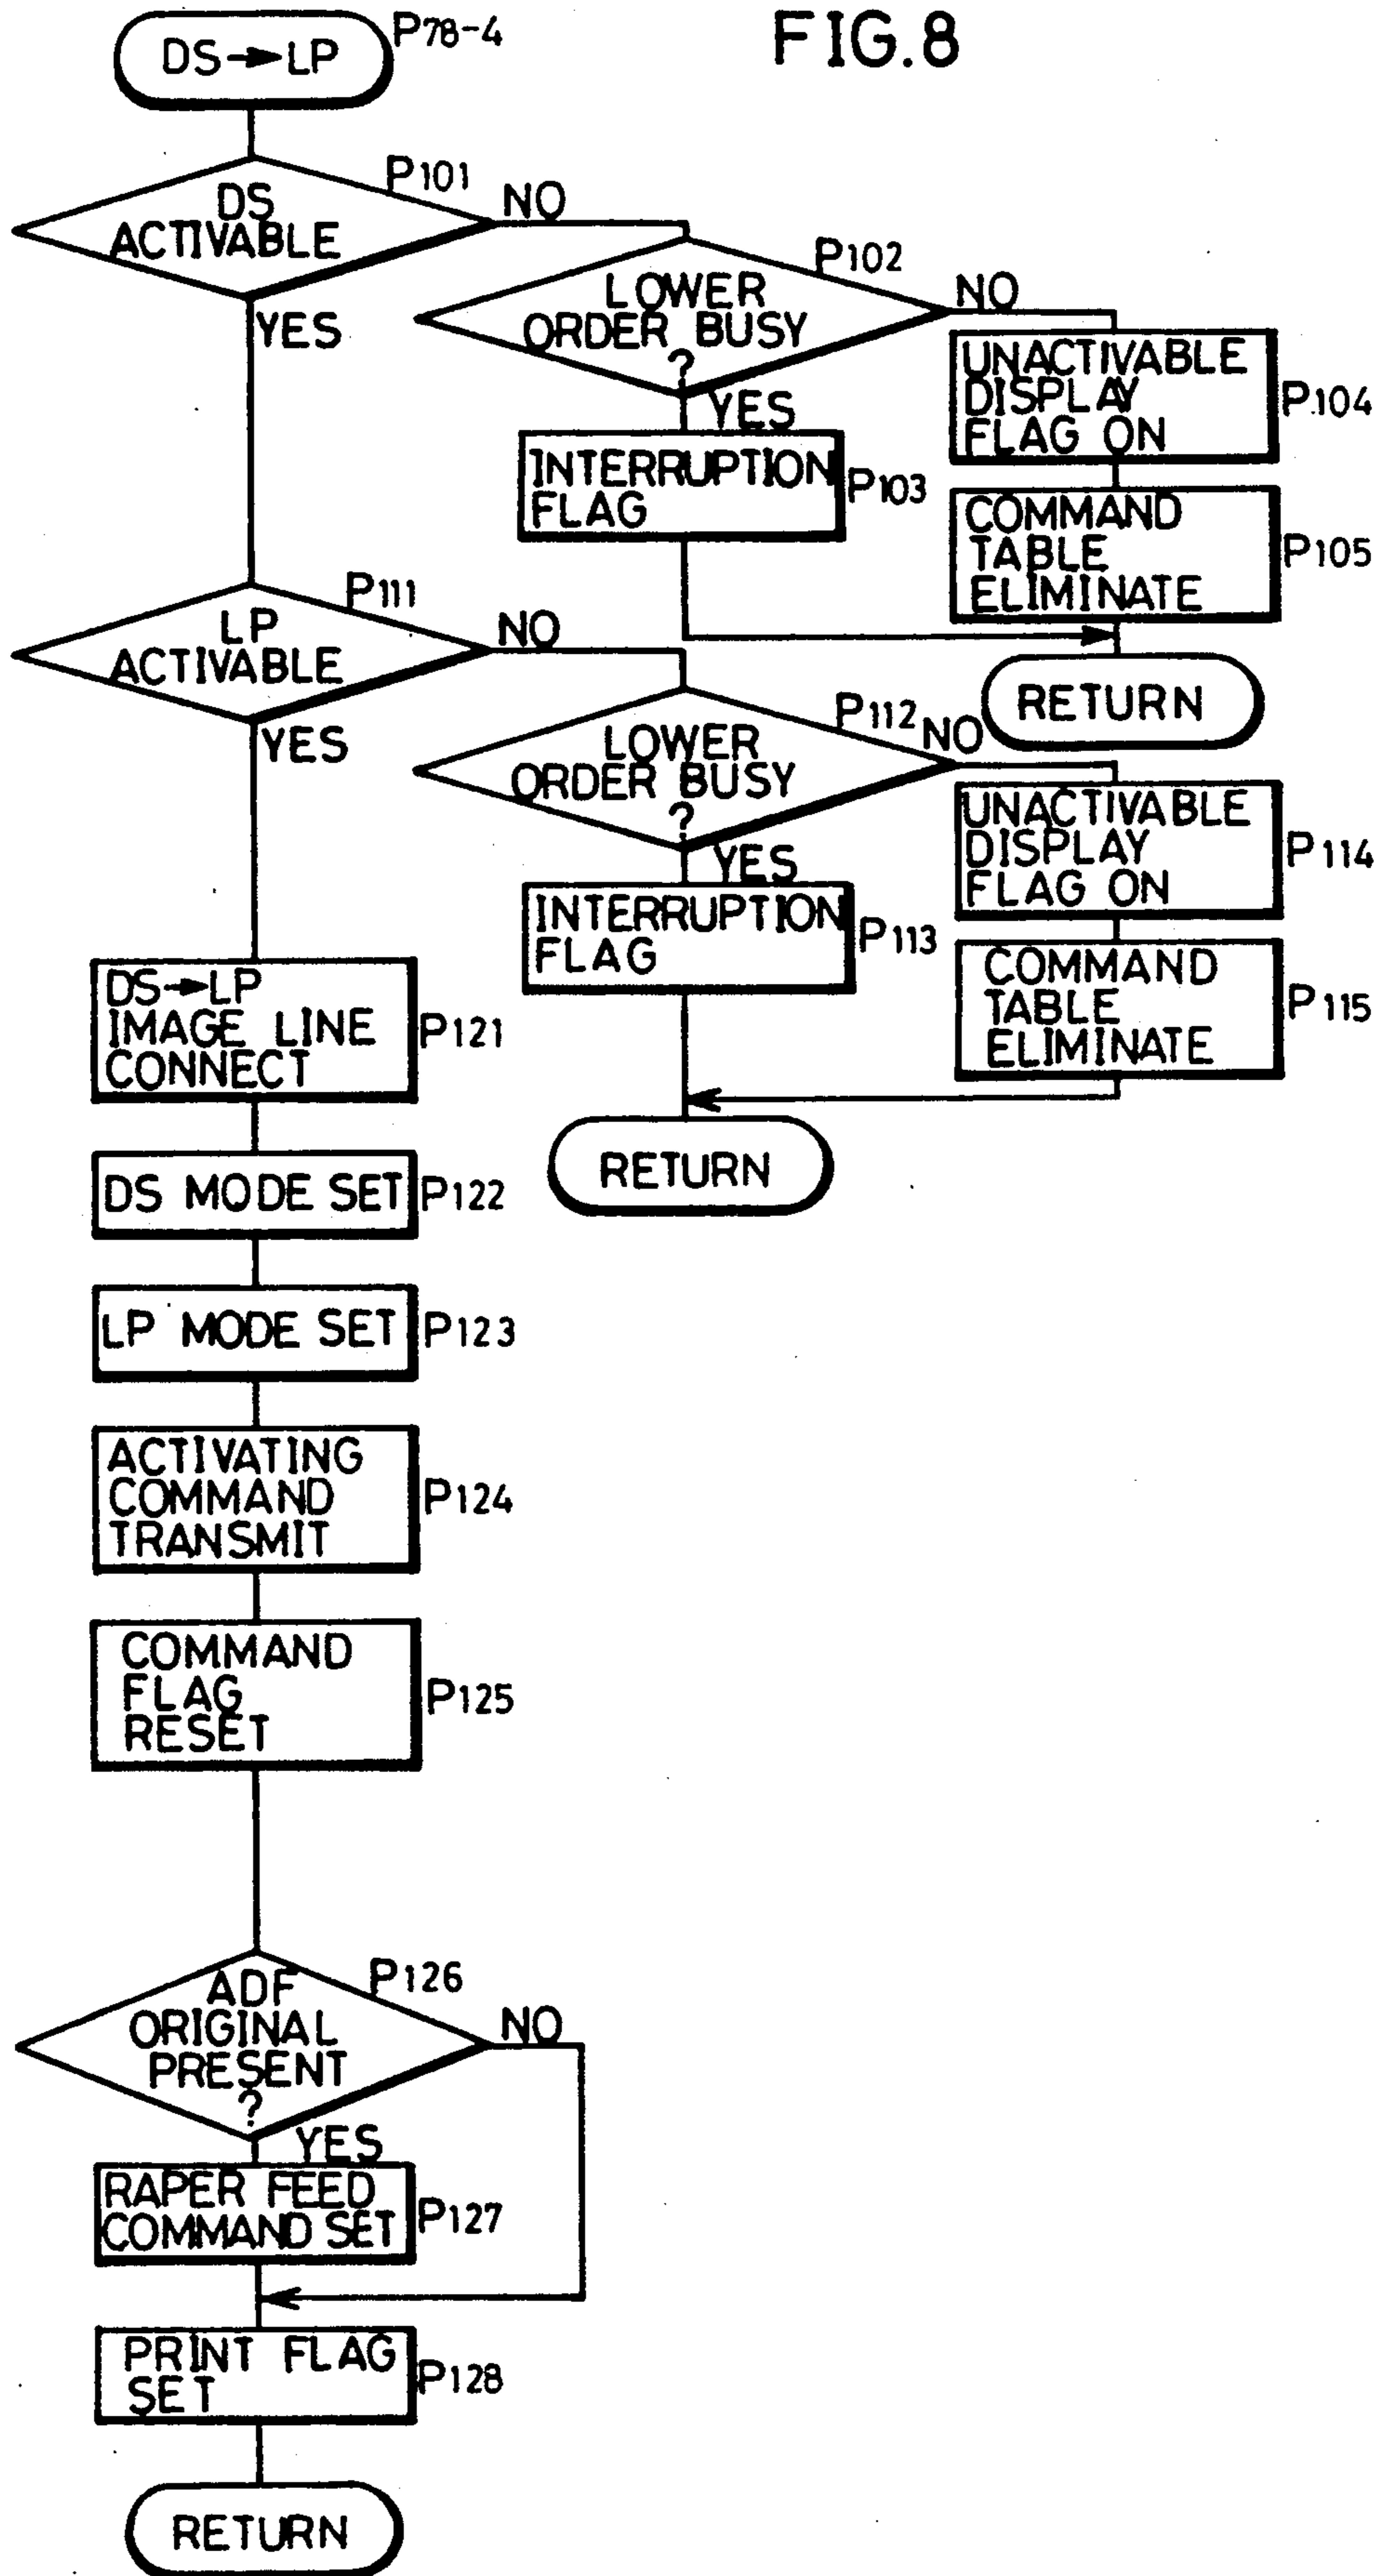 FIG.8
DS→LP
P78-4
DS
ACTIVABLE
P101
NO
YES
LOWER
ORDER BUSY
?
P102
NO
YES
INTERRUPTION
FLAG
P103
UNACTIVABLE
DISPLAY
FLAG ON
P104
COMMAND
TABLE
ELIMINATE
P105
RETURN
LP
ACTIVABLE
P111
NO
YES
LOWER
ORDER BUSY
?
P112
NO
YES
INTERRUPTION
FLAG
P113
UNACTIVABLE
DISPLAY
FLAG ON
P114
COMMAND
TABLE
ELIMINATE
P115
RETURN
DS→LP
IMAGE LINE
CONNECT
P121
DS MODE SET
P122
LP MODE SET
P123
ACTIVATING
COMMAND
TRANSMIT
P124
COMMAND
FLAG
RESET
P125
ADF
ORIGINAL
PRESENT
?
P126
NO
YES
RAPER FEED
COMMAND SET
P127
PRINT FLAG
SET
P128
RETURN